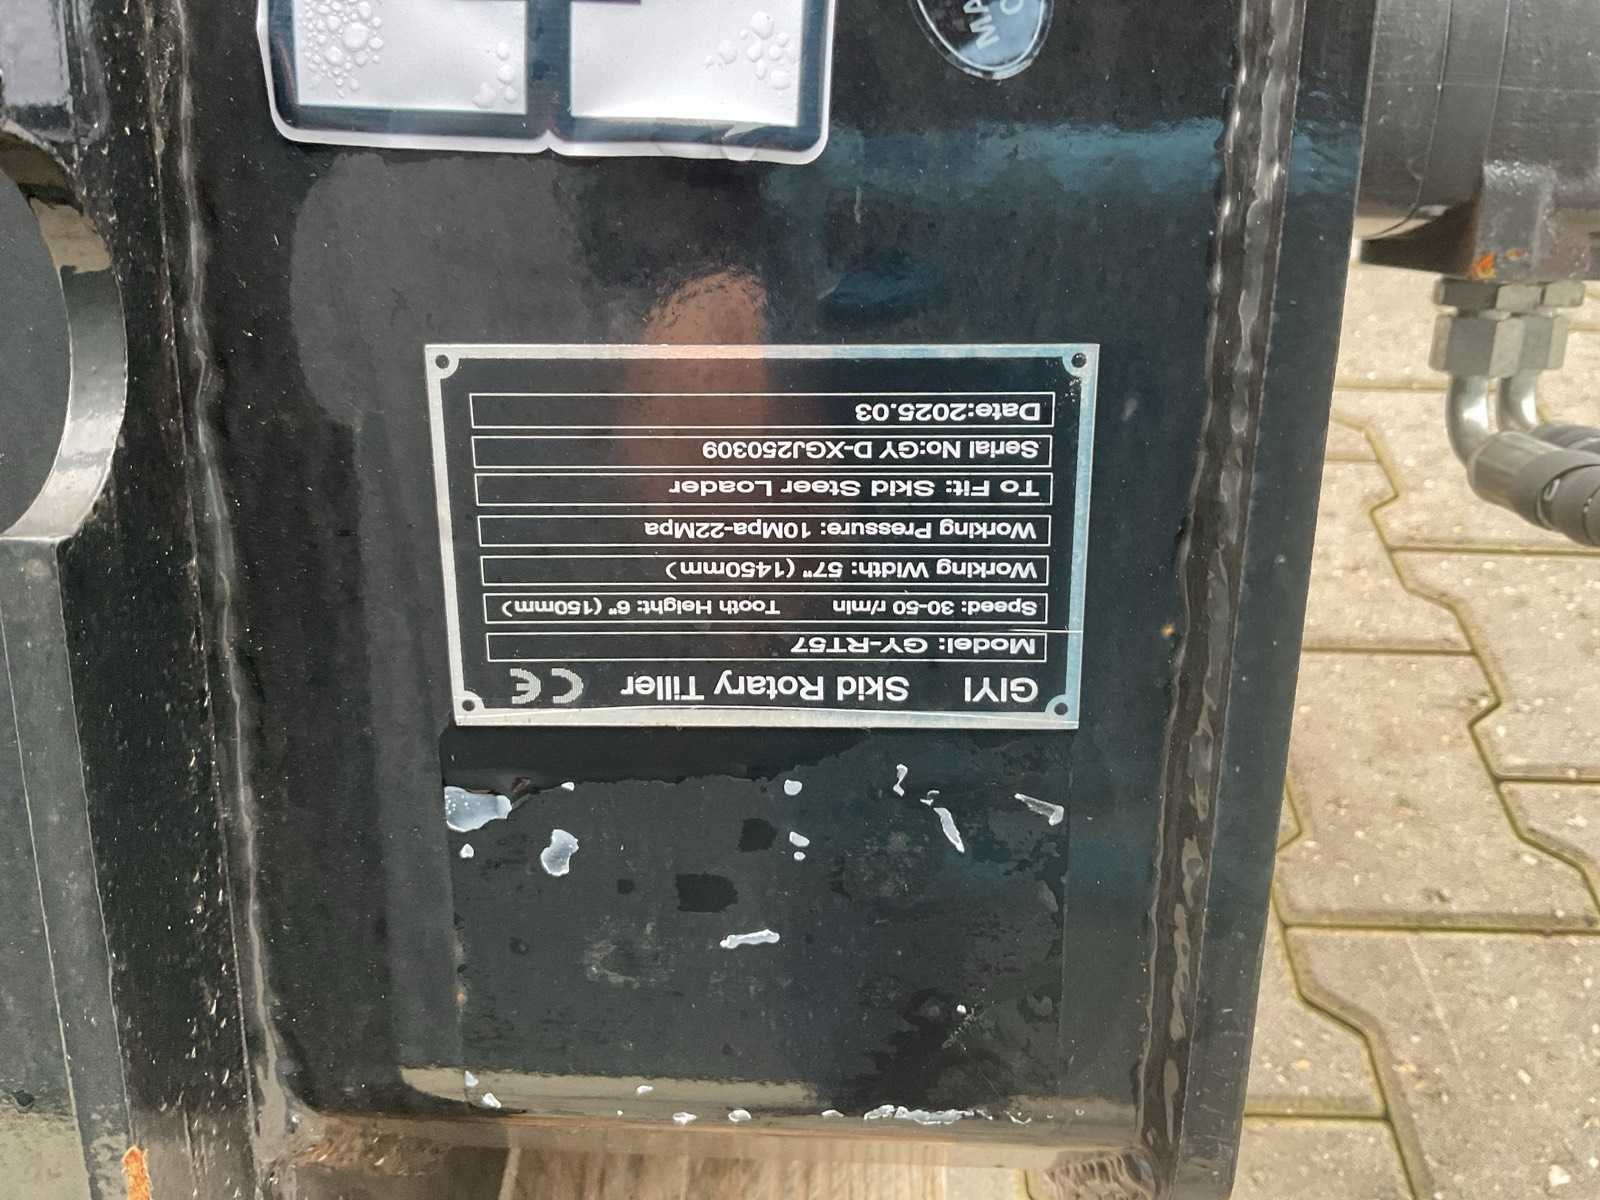 GIYI Skid Rotary Tiller CE
Model: GY-RT57
Speed: 30-50 r/min Tooth Height: 6" (150mm)
Working Width: 57" (1450mm)
Working Pressure: 10Mpa-22Mpa
To Fit: Skid Steer Loader
Serial No:GY D-XGJ250309
Date:2025.03